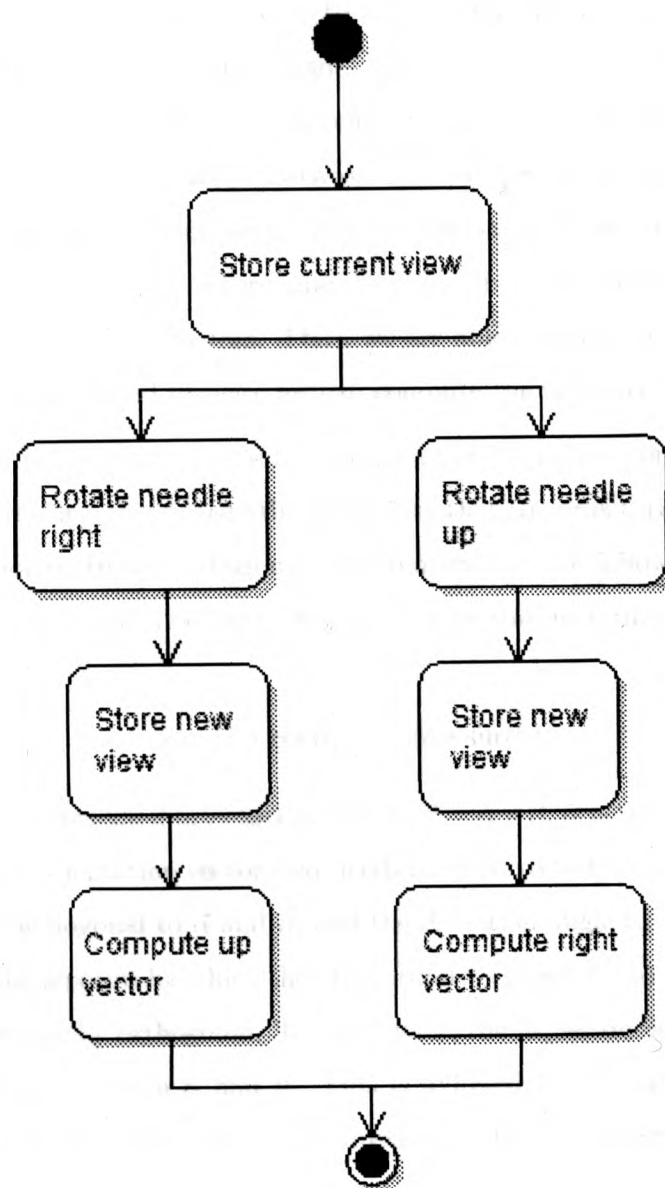 Store current view
Rotate needle
right
Rotate needle
up
Store new
view
Store new
view
Compute up
vector
Compute right
vector